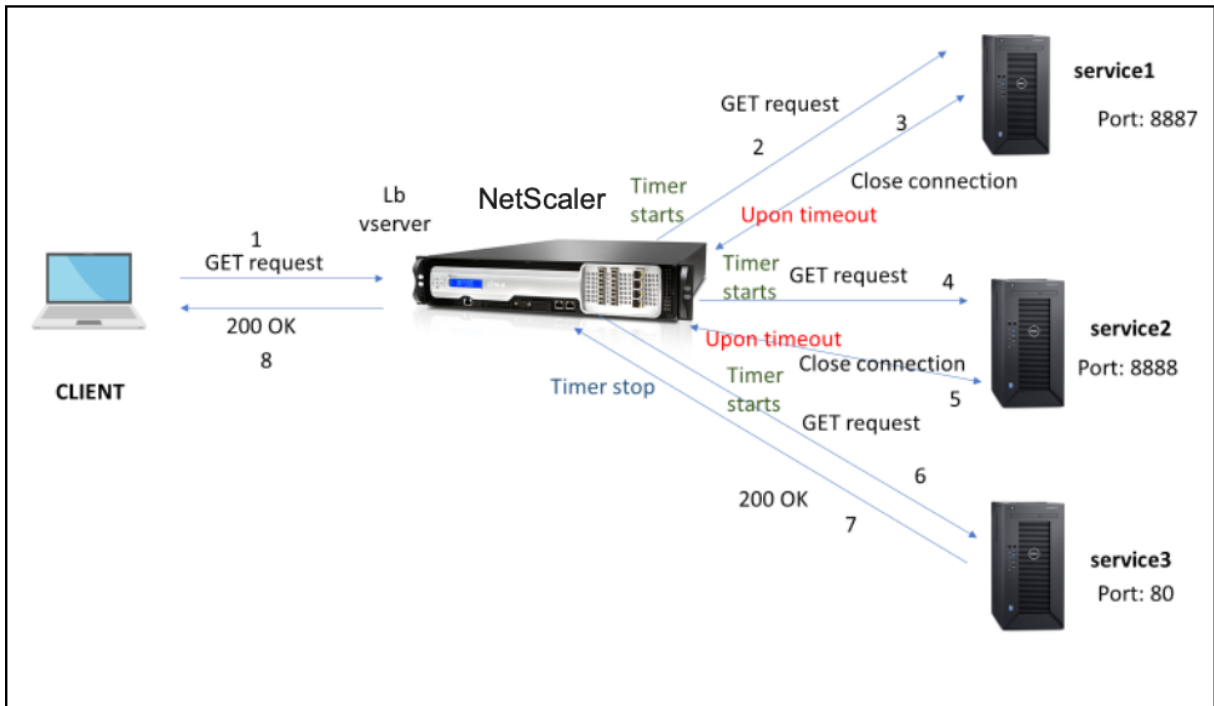 service1
Port: 8887
GET request
2
3
Close connection
Upon timeout
Timer
starts
Lb
vserver
NetScaler
1
GET request
200 OK
8
CLIENT
Timer
starts
GET request
4
service2
Port: 8888
Upon timeout
Close connection
5
Timer stop
Timer
starts
GET request
6
200 OK
7
service3
Port: 80